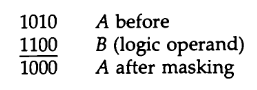 1010 A before
1100 B (logic operand)
1000 A after masking